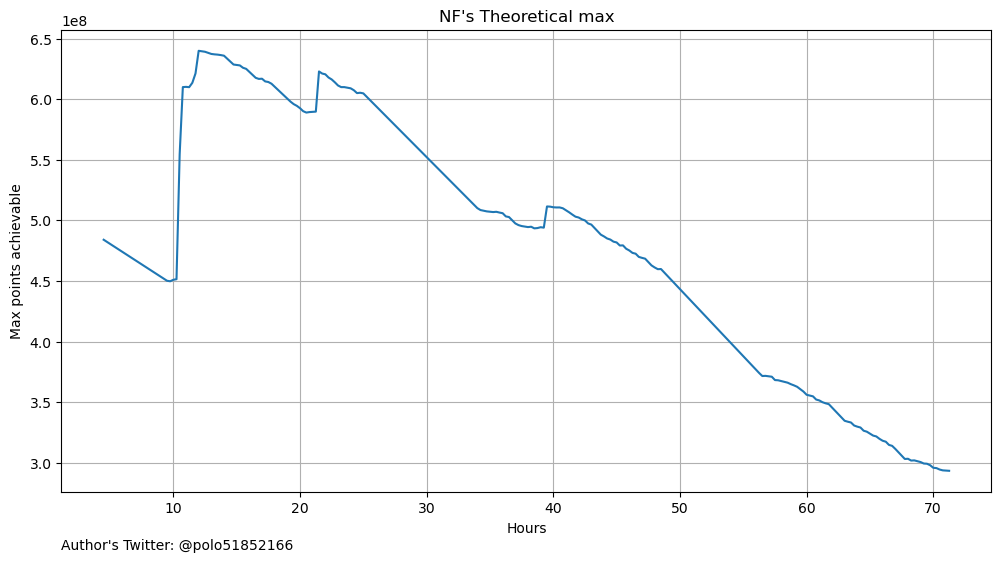 NF's Theoretical max
1e8
6.5
6.0
5.5
5.0
4.5
4.0
3.5
3.0
Max points achievable
10 20 30 40 50 60 70
Hours
Author's Twitter: @polo51852166